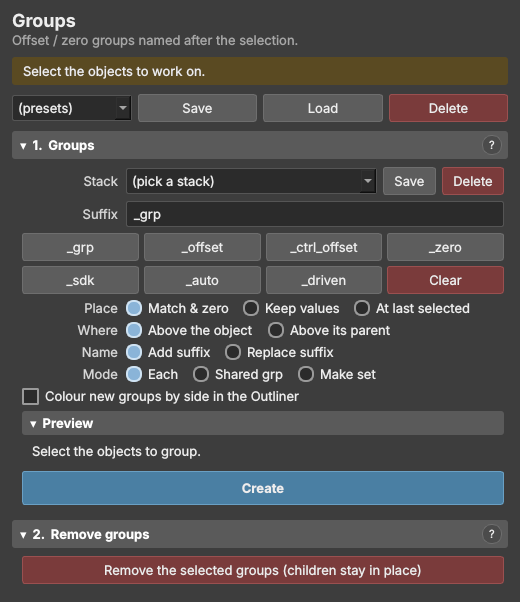 Groups
Offset / zero groups named after the selection.
Select the objects to work on.
(presets) Save Load Delete
▾ 1. Groups ?
Stack (pick a stack) Save Delete
Suffix _grp
_grp _offset _ctrl_offset _zero
_sdk _auto _driven Clear
Place Match & zero Keep values At last selected
Where Above the object Above its parent
Name Add suffix Replace suffix
Mode Each Shared grp Make set
Colour new groups by side in the Outliner
▾ Preview
Select the objects to group.
Create
▾ 2. Remove groups ?
Remove the selected groups (children stay in place)